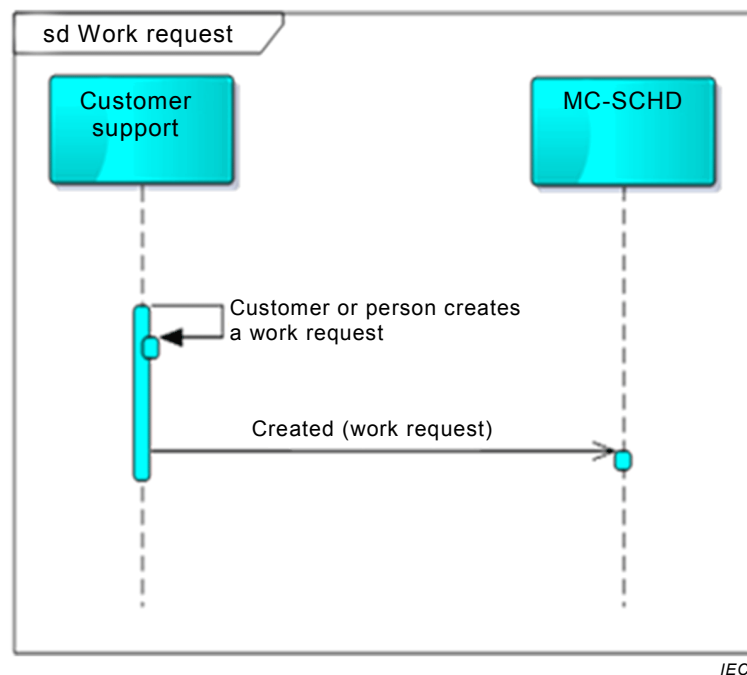 sd Work request
Customer
support
MC-SCHD
Customer or person creates
a work request
Created (work request)
IEC